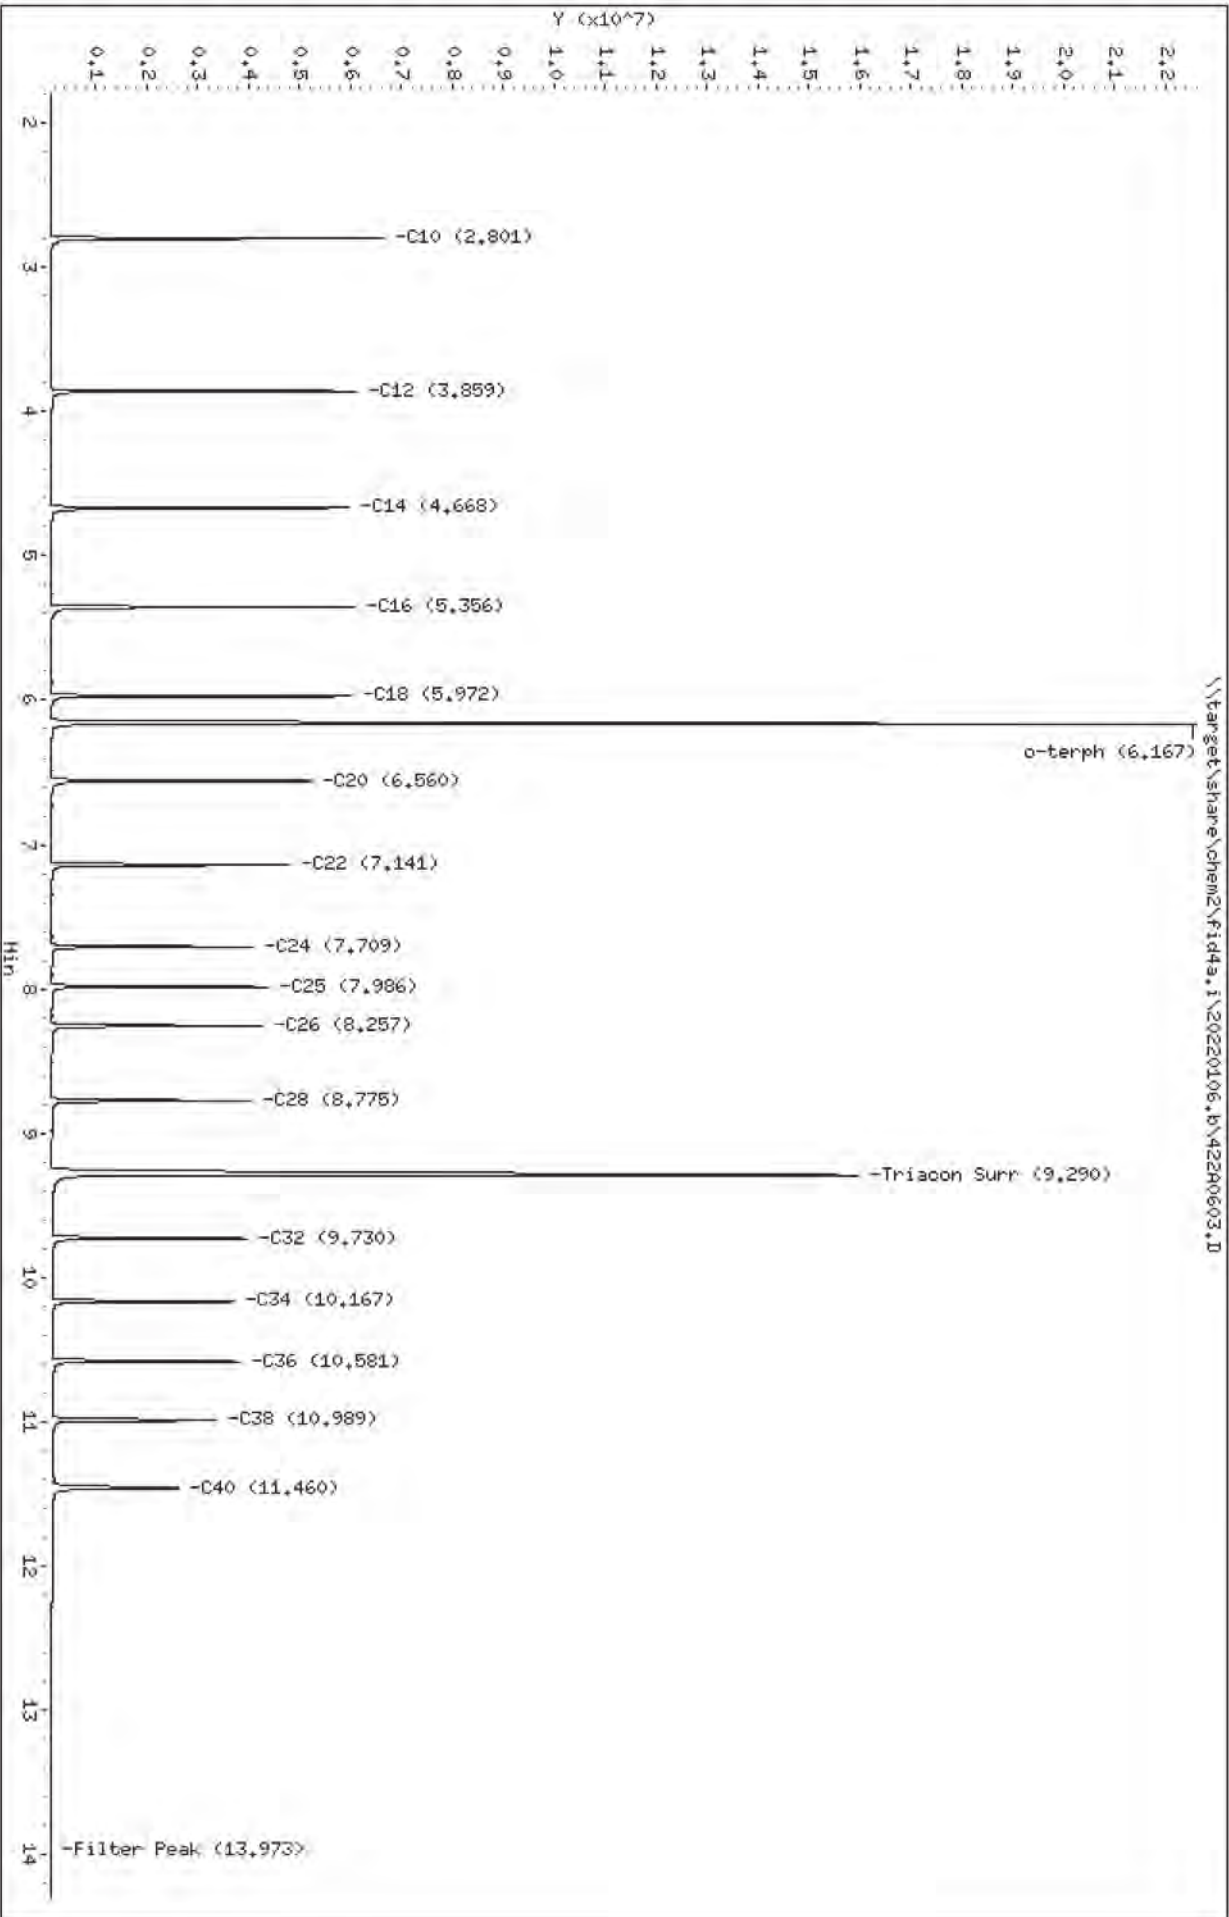 Y (x10^7)
0.1
0.2
0.3
0.4
0.5
0.6
0.7
0.8
0.9
1.0
1.1
1.2
1.3
1.4
1.5
1.6
1.7
1.8
1.9
2.0
2.1
2.2
\\target\share\chem2\fid4a.i\20220106.b\422A0603.D
2
3
4
5
6
7
8
9
10
11
12
13
14
Min
-C10 (2.801)
-C12 (3.859)
-C14 (4.668)
-C16 (5.356)
-C18 (5.972)
o-terph (6.167)
-C20 (6.560)
-C22 (7.141)
-C24 (7.709)
-C25 (7.986)
-C26 (8.257)
-C28 (8.775)
-Triacon Surr (9.290)
-C32 (9.730)
-C34 (10.167)
-C36 (10.581)
-C38 (10.989)
-C40 (11.460)
-Filter Peak (13.973)